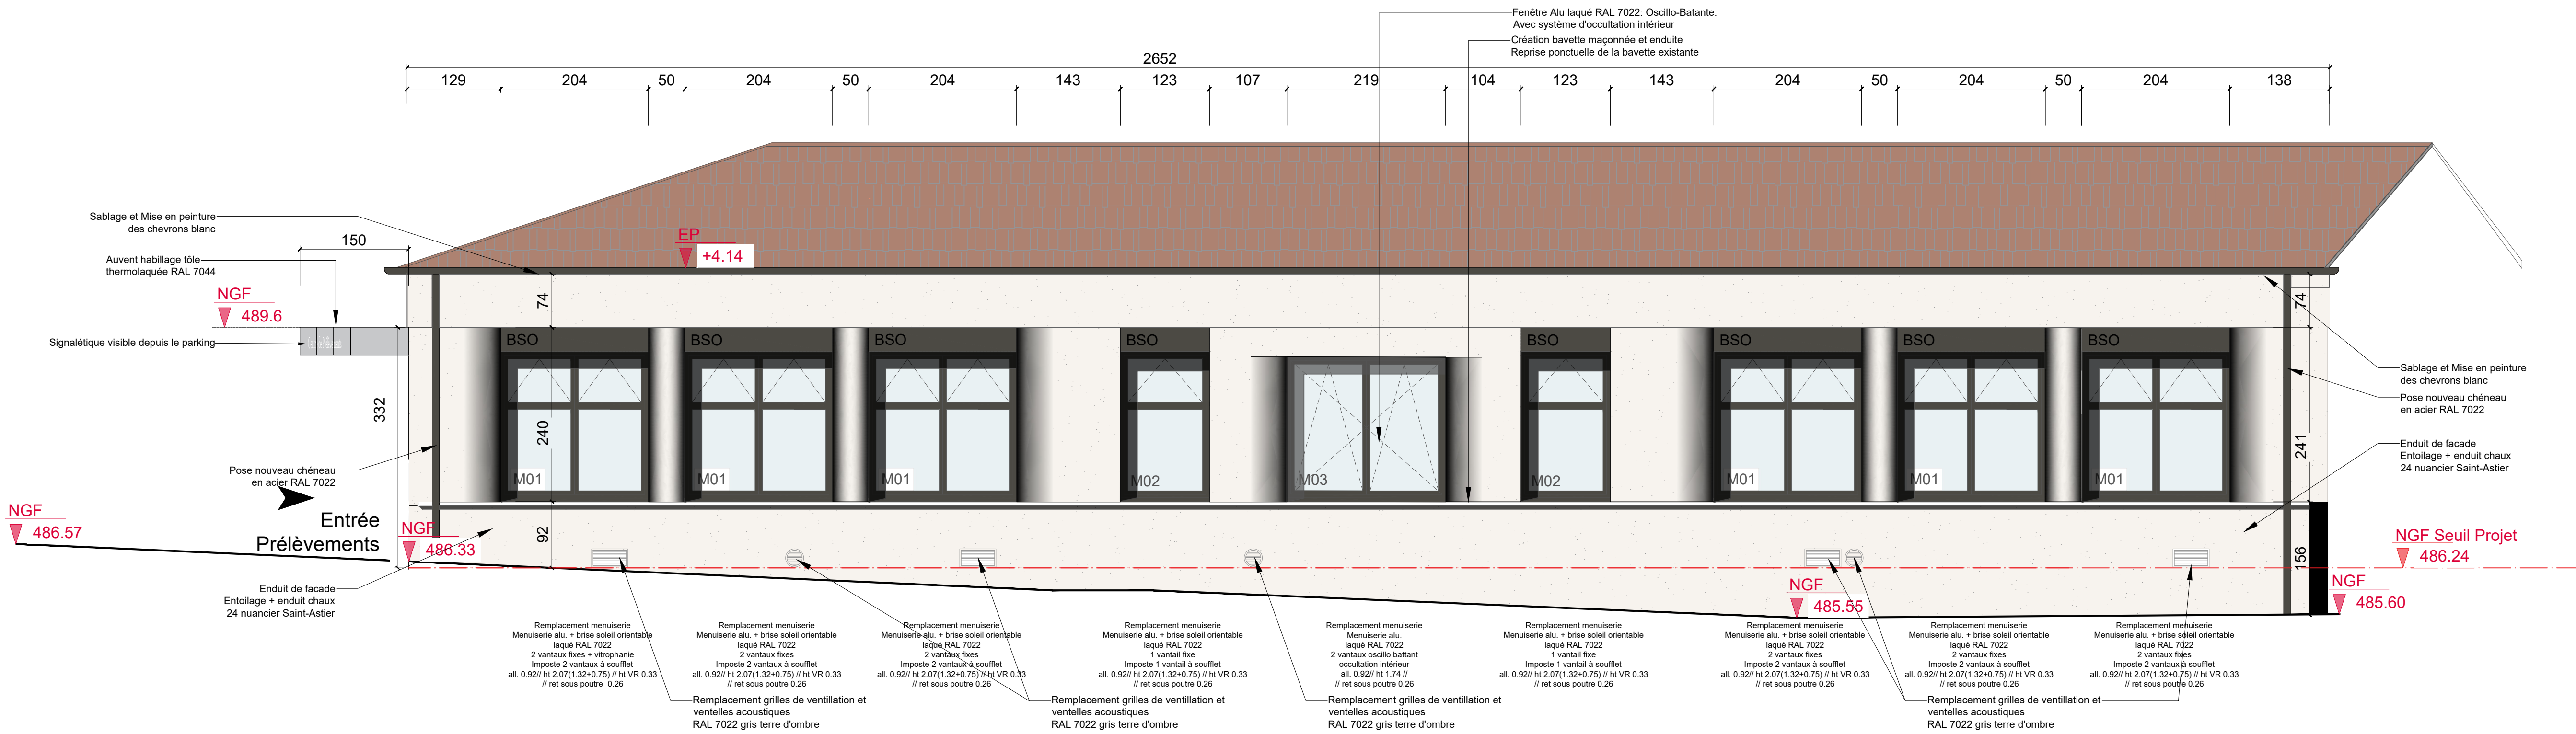 Fenêtre Alu laqué RAL 7022: Oscillo-Batante.
Avec système d'occultation intérieur
Création bavette maçonnée et enduite
Reprise ponctuelle de la bavette existante
2652
129 204 50 204 50 204 143 123 107 219 104 123 143 204 50 204 50 204 138
Sablage et Mise en peinture
des chevrons blanc
150
Auvent habillage tôle
thermolaquée RAL 7044
EP
+4.14
NGF
489.6
74
74
Signalétique visible depuis le parking
BSO BSO BSO BSO BSO BSO BSO BSO
Sablage et Mise en peinture
des chevrons blanc
Pose nouveau chéneau
en acier RAL 7022
332
240
241
Enduit de facade
Entoilage + enduit chaux
24 nuancier Saint-Astier
Pose nouveau chéneau
en acier RAL 7022
M01 M01 M01 M02 M03 M02 M01 M01 M01
NGF
486.57
Entrée
Prélèvements
NGF
486.33
92
156
NGF Seuil Projet
486.24
NGF
485.55
NGF
485.60
Enduit de facade
Entoilage + enduit chaux
24 nuancier Saint-Astier
Remplacement menuiserie
Menuiserie alu. + brise soleil orientable
laqué RAL 7022
2 vantaux fixes + vitrophanie
Imposte 2 vantaux à soufflet
all. 0.92// ht 2.07(1.32+0.75) // ht VR 0.33
// ret sous poutre 0.26
Remplacement menuiserie
Menuiserie alu. + brise soleil orientable
laqué RAL 7022
2 vantaux fixes
Imposte 2 vantaux à soufflet
all. 0.92// ht 2.07(1.32+0.75) // ht VR 0.33
// ret sous poutre 0.26
Remplacement menuiserie
Menuiserie alu. + brise soleil orientable
laqué RAL 7022
2 vantaux fixes
Imposte 2 vantaux à soufflet
all. 0.92// ht 2.07(1.32+0.75) // ht VR 0.33
// ret sous poutre 0.26
Remplacement menuiserie
Menuiserie alu. + brise soleil orientable
laqué RAL 7022
1 vantail fixe
Imposte 1 vantail à soufflet
all. 0.92// ht 2.07(1.32+0.75) // ht VR 0.33
// ret sous poutre 0.26
Remplacement menuiserie
Menuiserie alu.
laqué RAL 7022
2 vantaux oscillo battant
occultation intérieur
all. 0.92// ht 1.74 //
// ret sous poutre 0.26
Remplacement menuiserie
Menuiserie alu. + brise soleil orientable
laqué RAL 7022
1 vantail fixe
Imposte 1 vantail à soufflet
all. 0.92// ht 2.07(1.32+0.75) // ht VR 0.33
// ret sous poutre 0.26
Remplacement menuiserie
Menuiserie alu. + brise soleil orientable
laqué RAL 7022
2 vantaux fixes
Imposte 2 vantaux à soufflet
all. 0.92// ht 2.07(1.32+0.75) // ht VR 0.33
// ret sous poutre 0.26
Remplacement menuiserie
Menuiserie alu. + brise soleil orientable
laqué RAL 7022
2 vantaux fixes
Imposte 2 vantaux à soufflet
all. 0.92// ht 2.07(1.32+0.75) // ht VR 0.33
// ret sous poutre 0.26
Remplacement menuiserie
Menuiserie alu. + brise soleil orientable
laqué RAL 7022
2 vantaux fixes
Imposte 2 vantaux à soufflet
all. 0.92// ht 2.07(1.32+0.75) // ht VR 0.33
// ret sous poutre 0.26
Remplacement grilles de ventillation et
ventelles acoustiques
RAL 7022 gris terre d'ombre
Remplacement grilles de ventillation et
ventelles acoustiques
RAL 7022 gris terre d'ombre
Remplacement grilles de ventillation et
ventelles acoustiques
RAL 7022 gris terre d'ombre
Remplacement grilles de ventillation et
ventelles acoustiques
RAL 7022 gris terre d'ombre